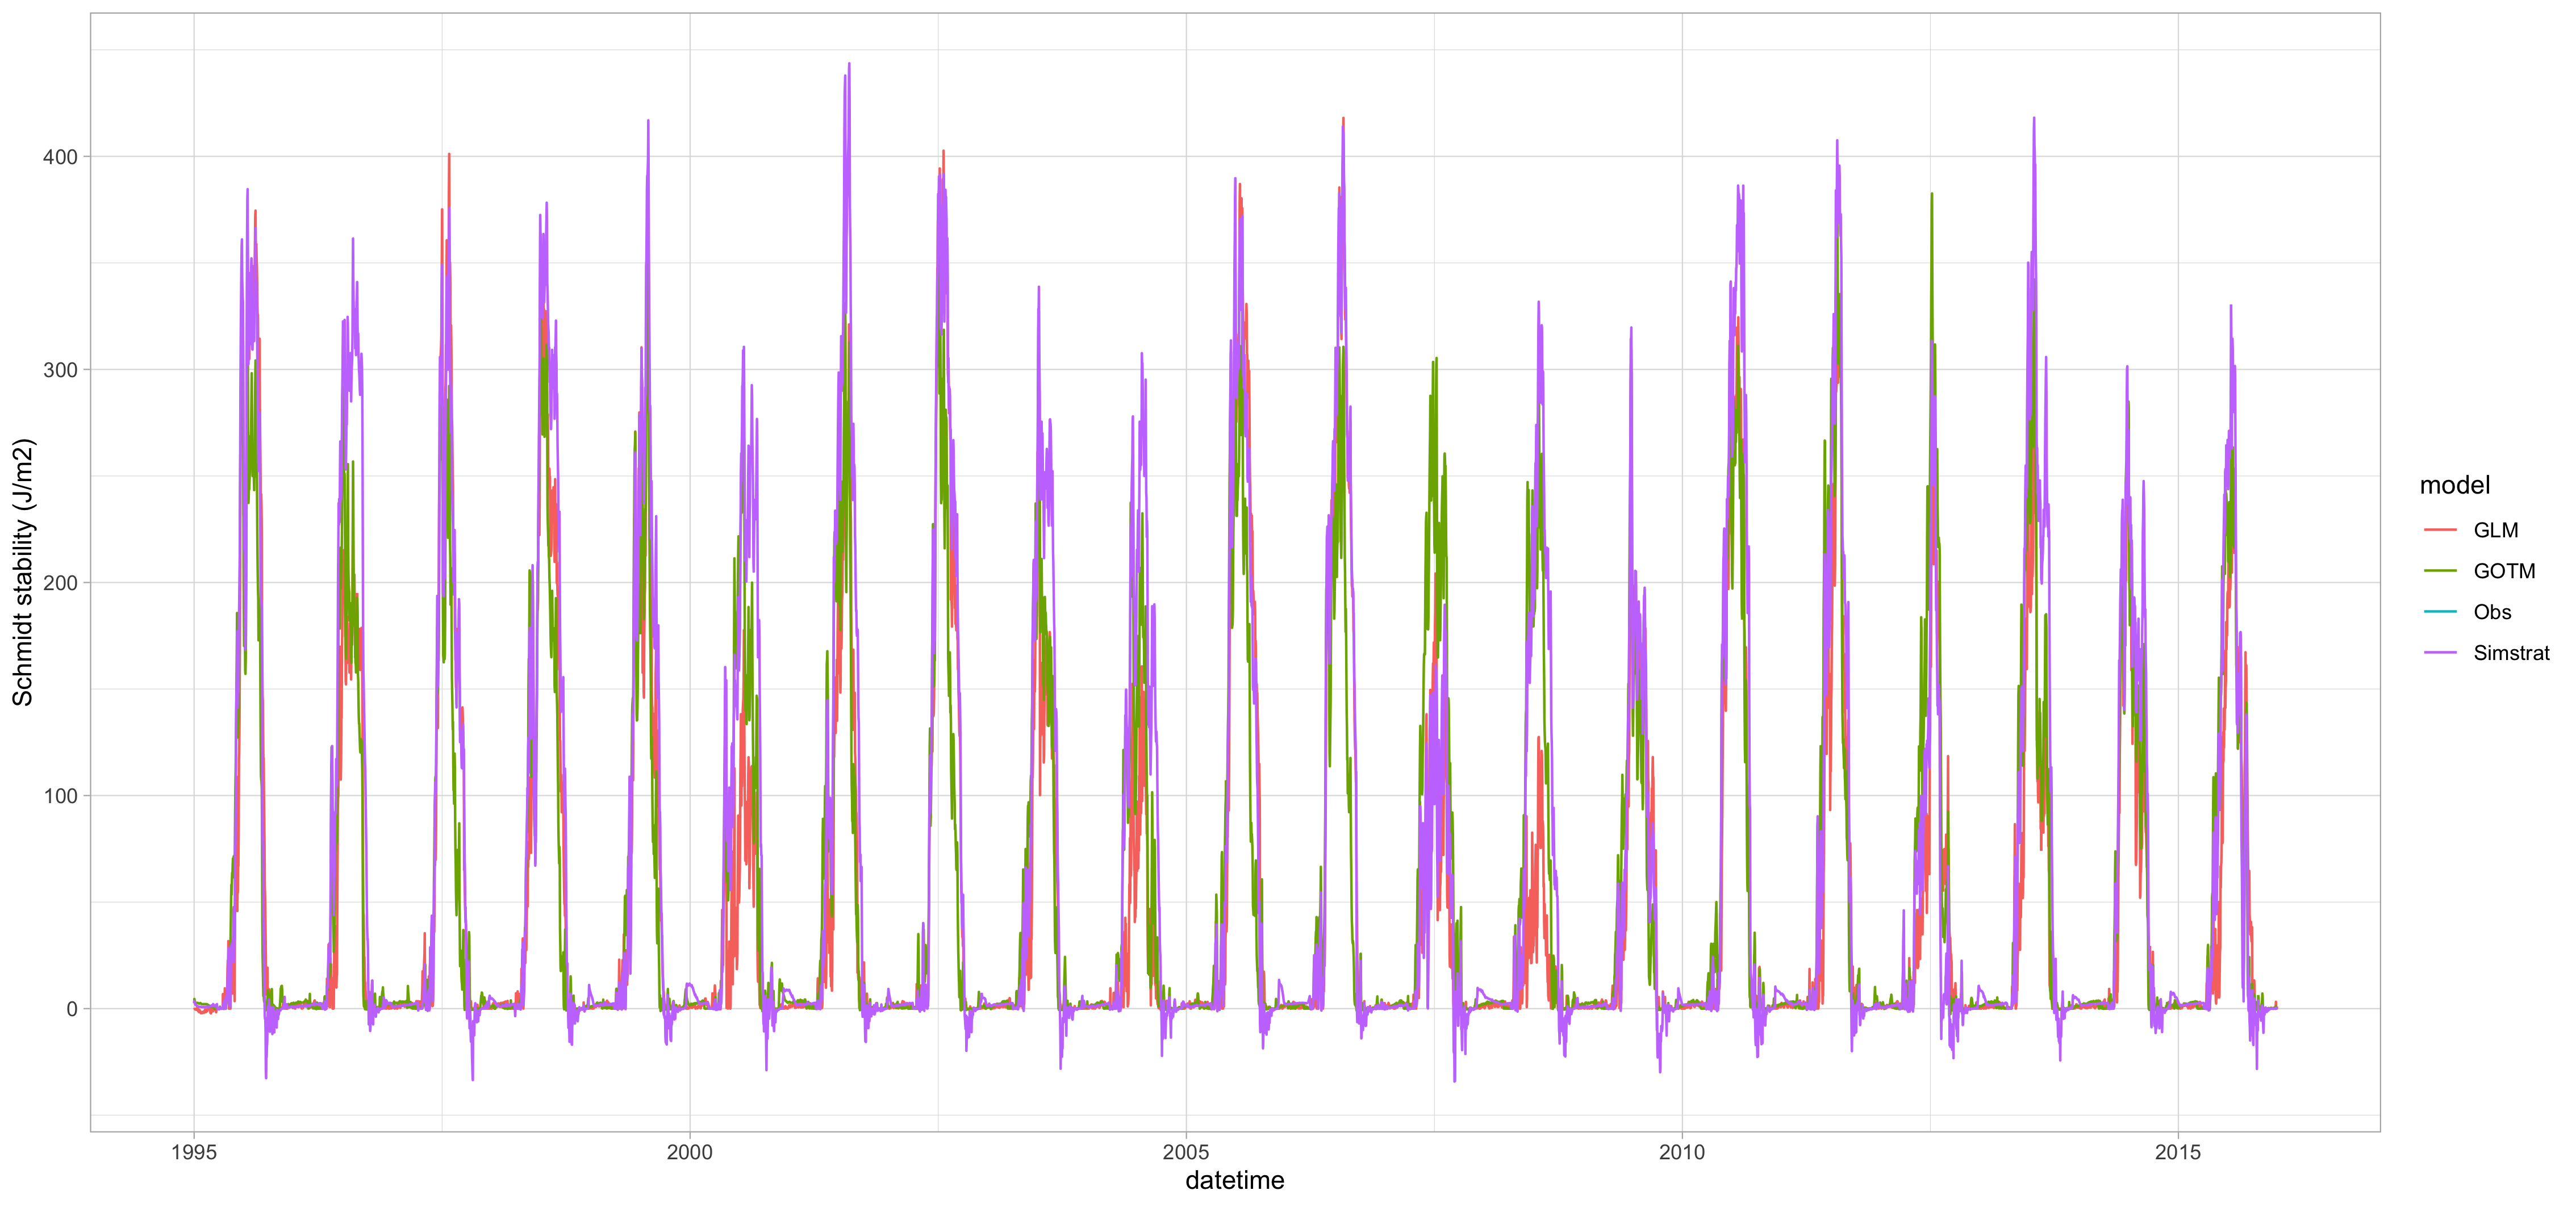 400
300
200
100
0
Schmidt stability (J/m2)
1995
2000
2005
2010
2015
datetime
model
GLM
GOTM
Obs
Simstrat